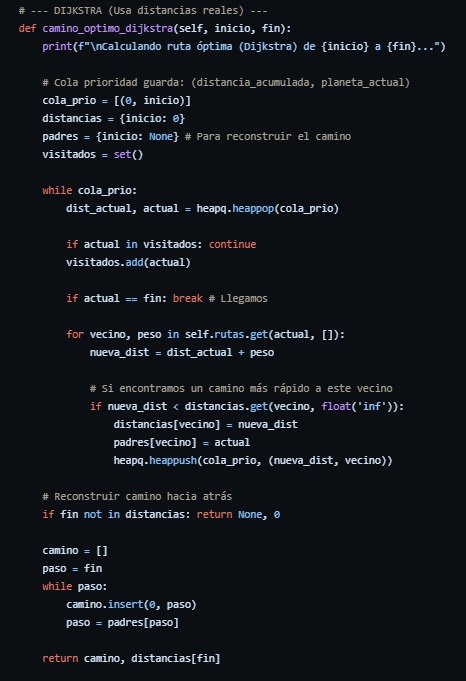 # --- DIJKSTRA (Usa distancias reales) ---
def camino_optimo_dijkstra(self, inicio, fin):
    print(f"\nCalculando ruta óptima (Dijkstra) de {inicio} a {fin}...")

    # Cola prioridad guarda: (distancia_acumulada, planeta_actual)
    cola_prio = [(0, inicio)]
    distancias = {inicio: 0}
    padres = {inicio: None} # Para reconstruir el camino
    visitados = set()

    while cola_prio:
        dist_actual, actual = heapq.heappop(cola_prio)

        if actual in visitados: continue
        visitados.add(actual)

        if actual == fin: break # Llegamos

        for vecino, peso in self.rutas.get(actual, []):
            nueva_dist = dist_actual + peso

            # Si encontramos un camino más rápido a este vecino
            if nueva_dist < distancias.get(vecino, float('inf')):
                distancias[vecino] = nueva_dist
                padres[vecino] = actual
                heapq.heappush(cola_prio, (nueva_dist, vecino))

    # Reconstruir camino hacia atrás
    if fin not in distancias: return None, 0

    camino = []
    paso = fin
    while paso:
        camino.insert(0, paso)
        paso = padres[paso]

    return camino, distancias[fin]